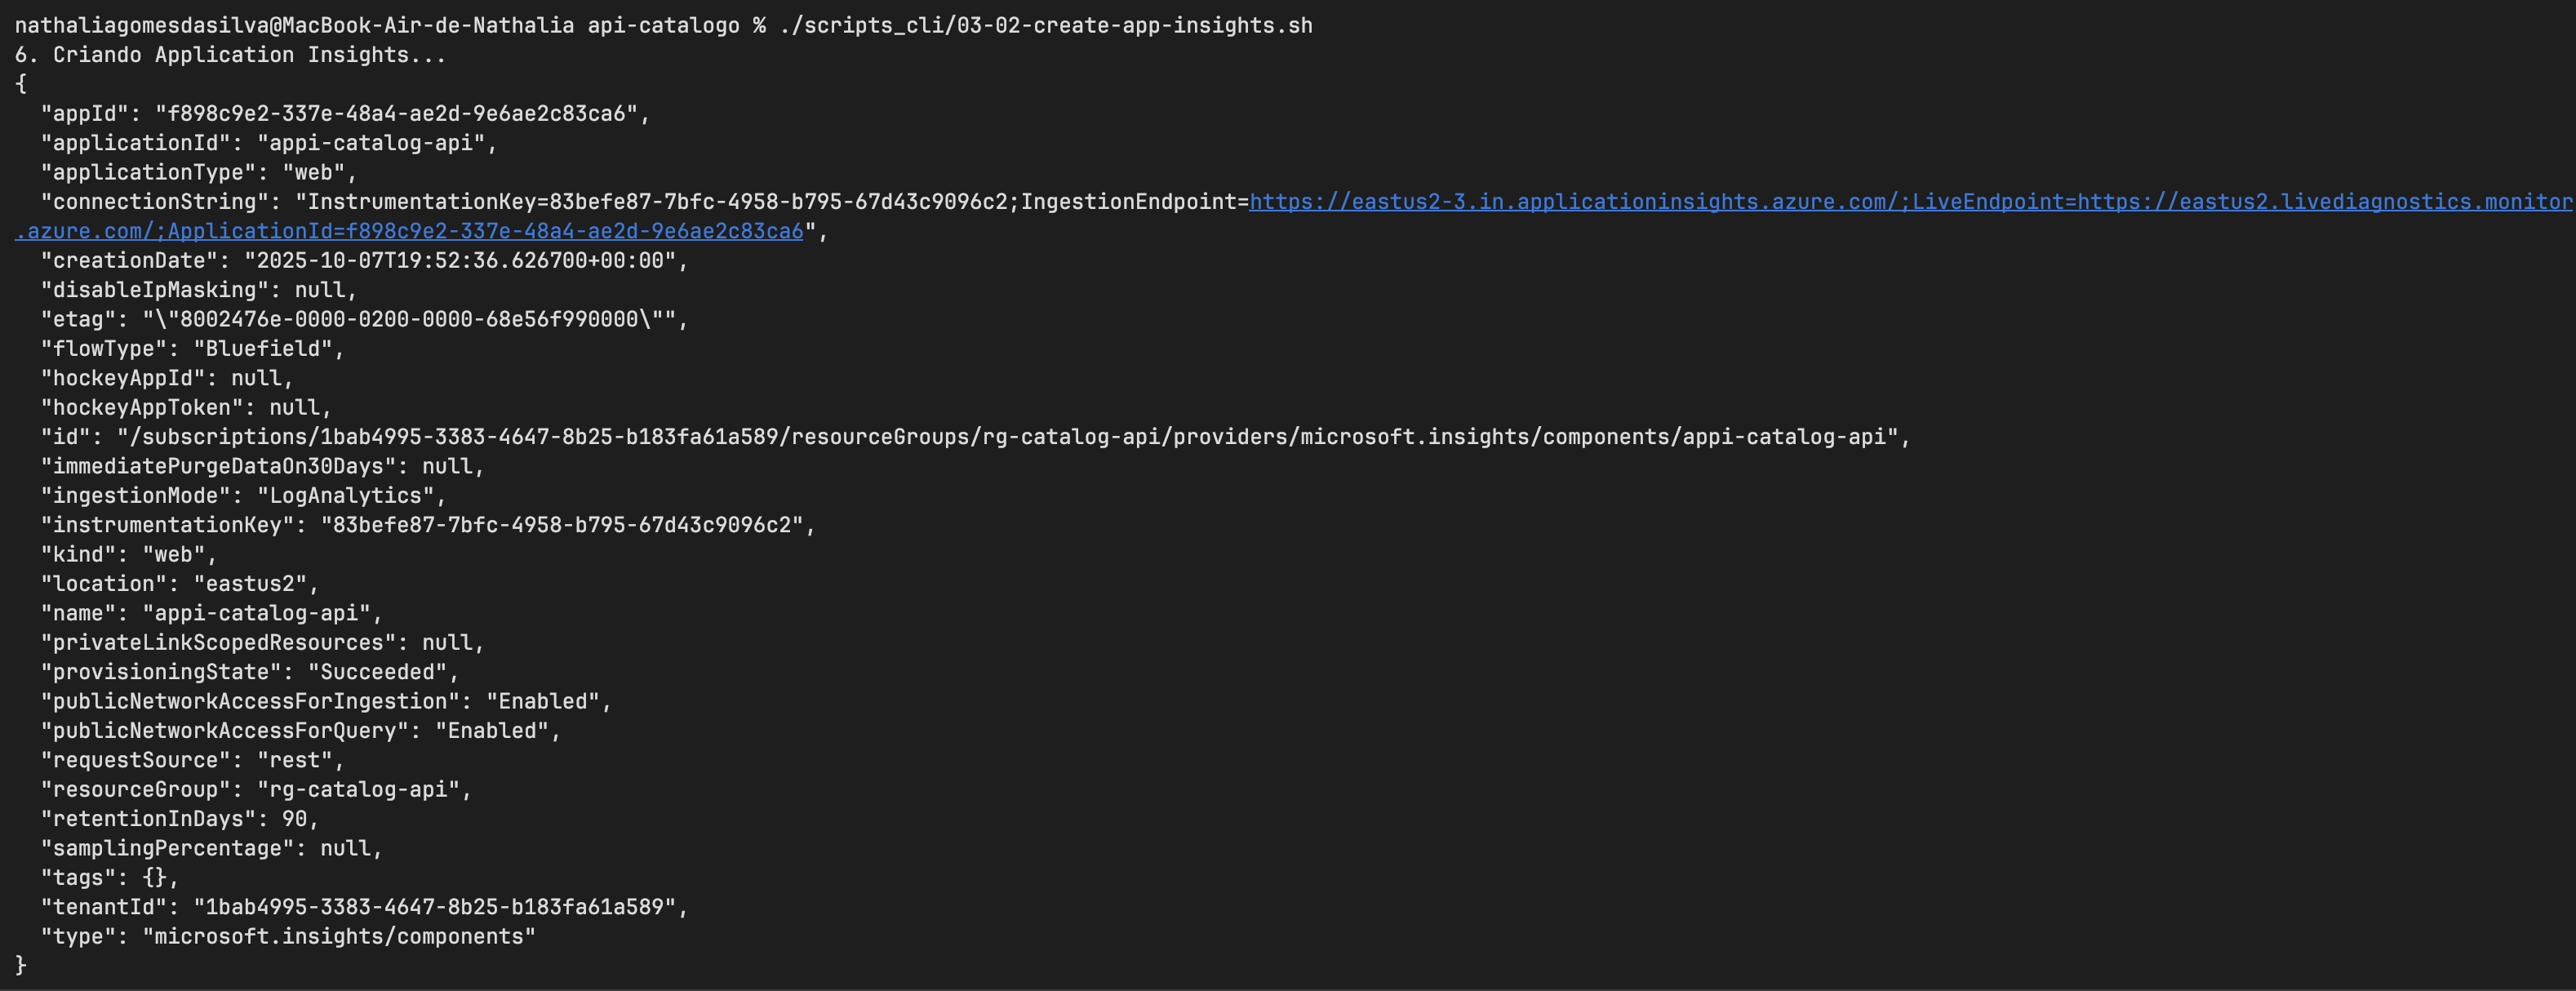 nathaliagomesdasilva@MacBook-Air-de-Nathalia api-catalogo % ./scripts_cli/03-02-create-app-insights.sh
6. Criando Application Insights...
{
  "appId": "f898c9e2-337e-48a4-ae2d-9e6ae2c83ca6",
  "applicationId": "appi-catalog-api",
  "applicationType": "web",
  "connectionString": "InstrumentationKey=83befe87-7bfc-4958-b795-67d43c9096c2;IngestionEndpoint=https://eastus2-3.in.applicationinsights.azure.com/;LiveEndpoint=https://eastus2.livediagnostics.monitor
.azure.com/;ApplicationId=f898c9e2-337e-48a4-ae2d-9e6ae2c83ca6",
  "creationDate": "2025-10-07T19:52:36.626700+00:00",
  "disableIpMasking": null,
  "etag": "\"8002476e-0000-0200-0000-68e56f990000\"",
  "flowType": "Bluefield",
  "hockeyAppId": null,
  "hockeyAppToken": null,
  "id": "/subscriptions/1bab4995-3383-4647-8b25-b183fa61a589/resourceGroups/rg-catalog-api/providers/microsoft.insights/components/appi-catalog-api",
  "immediatePurgeDataOn30Days": null,
  "ingestionMode": "LogAnalytics",
  "instrumentationKey": "83befe87-7bfc-4958-b795-67d43c9096c2",
  "kind": "web",
  "location": "eastus2",
  "name": "appi-catalog-api",
  "privateLinkScopedResources": null,
  "provisioningState": "Succeeded",
  "publicNetworkAccessForIngestion": "Enabled",
  "publicNetworkAccessForQuery": "Enabled",
  "requestSource": "rest",
  "resourceGroup": "rg-catalog-api",
  "retentionInDays": 90,
  "samplingPercentage": null,
  "tags": {},
  "tenantId": "1bab4995-3383-4647-8b25-b183fa61a589",
  "type": "microsoft.insights/components"
}